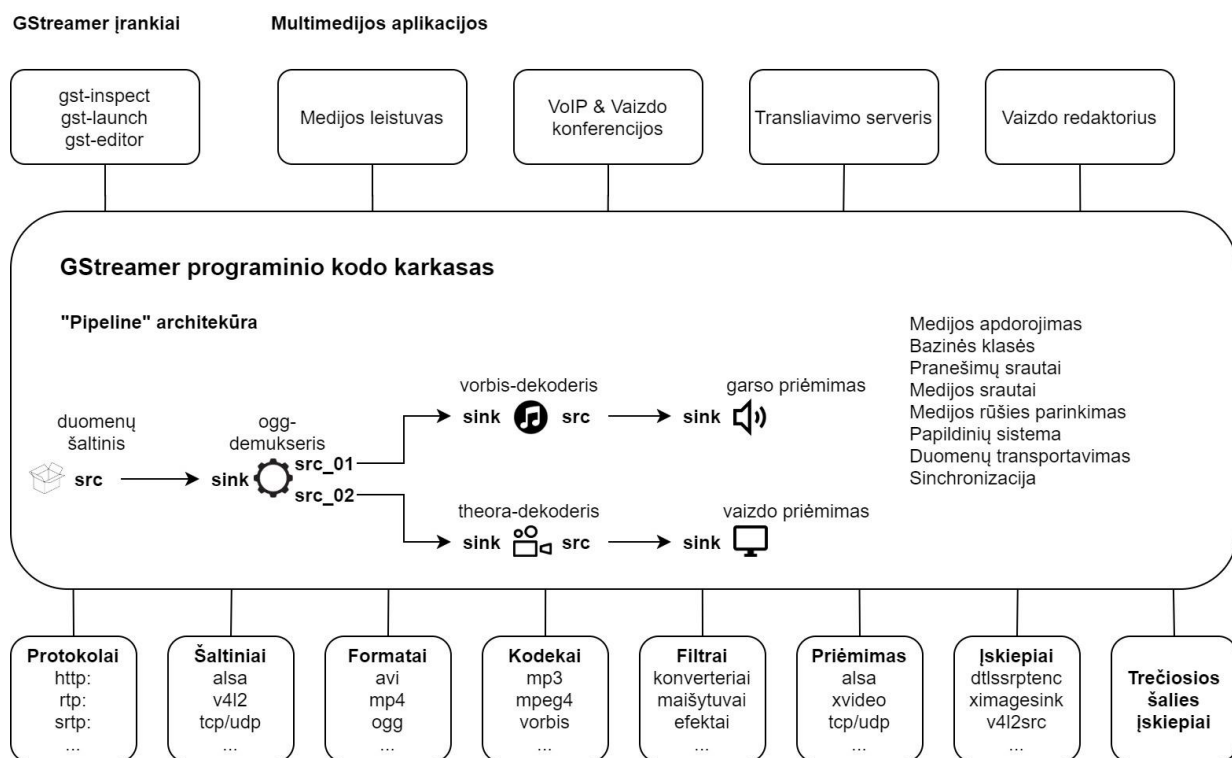 GStreamer įrankiai
Multimedijos aplikacijos
gst-inspect
gst-launch
gst-editor
Medijos leistuvas
VoIP & Vaizdo
konferencijos
Transliavimo serveris
Vaizdo redaktorius
GStreamer programinio kodo karkasas
"Pipeline" architektūra
duomenų
šaltinis
src
ogg-
demukseris
sink
src_01
src_02
vorbis-dekoderis
sink
src
garso priėmimas
sink
theora-dekoderis
sink
src
vaizdo priėmimas
sink
Medijos apdorojimas
Bazinės klasės
Pranešimų srautai
Medijos srautai
Medijos rūšies parinkimas
Papildinių sistema
Duomenų transportavimas
Sinchronizacija
Protokolai
http:
rtp:
srtp:
...
Šaltiniai
alsa
v4l2
tcp/udp
...
Formatai
avi
mp4
ogg
...
Kodekai
mp3
mpeg4
vorbis
...
Filtrai
konverteriai
maišytuvai
efektai
...
Priėmimas
alsa
xvideo
tcp/udp
...
Įskiepiai
dtlssrptenc
ximagesink
v4l2src
...
Trečiosios
šalies
įskiepiai